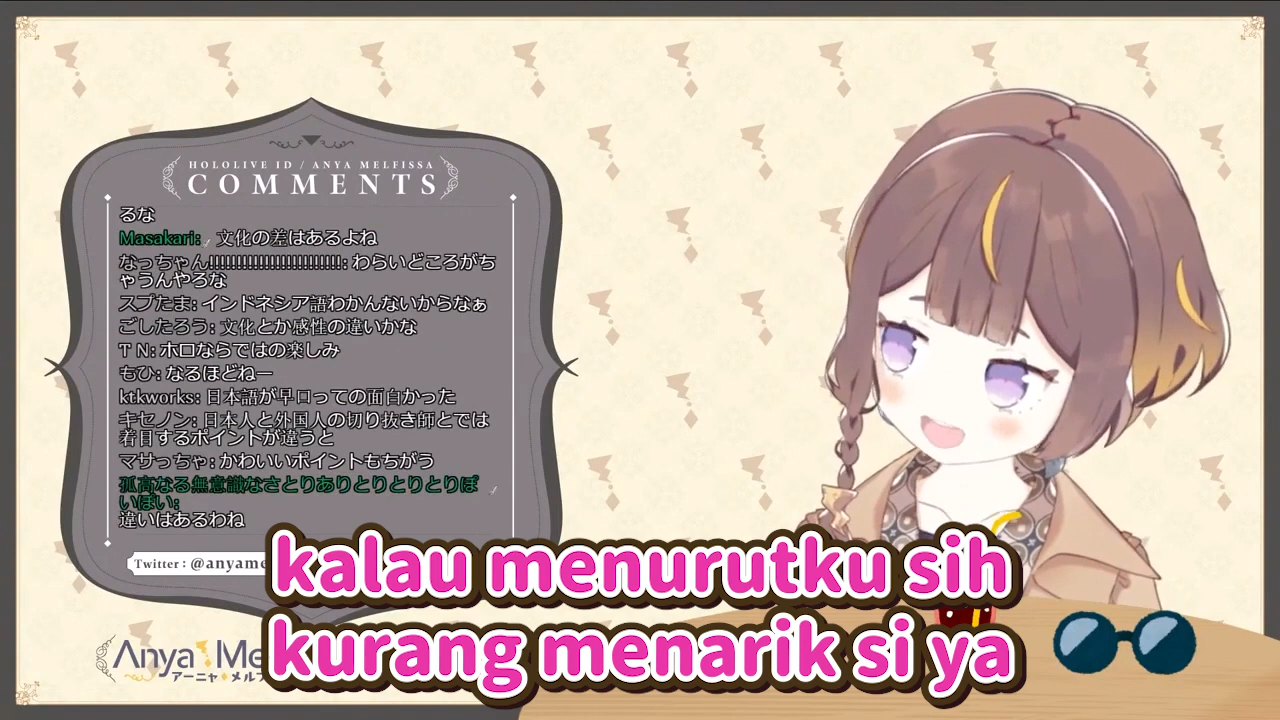 HOLOLIVE ID / ANYA MELFISSA
COMMENTS
るな
Masakari: 文化の差はあるよね
なっちゃん!!!!!!!!!!!!!!!!!!!!!!!!: わらいどころがち
ゃうんやろな
スプたま: インドネシア語わかんないからなぁ
ごしたろう: 文化とか感性の違いかな
T N: ホロならではの楽しみ
もひ: なるほどねー
ktkworks: 日本語が早口っての面白かった
キセノン: 日本人と外国人の切り抜き師とでは
着目するポイントが違うと
マサっちゃ: かわいいポイントもちがう
孤高なる無意識なさとりありとりとりとりぽ
いぽい:
違いはあるわね
Twitter : @anyame
kalau menurutku sih
kurang menarik si ya
Anya Me
アーニャ メルフ